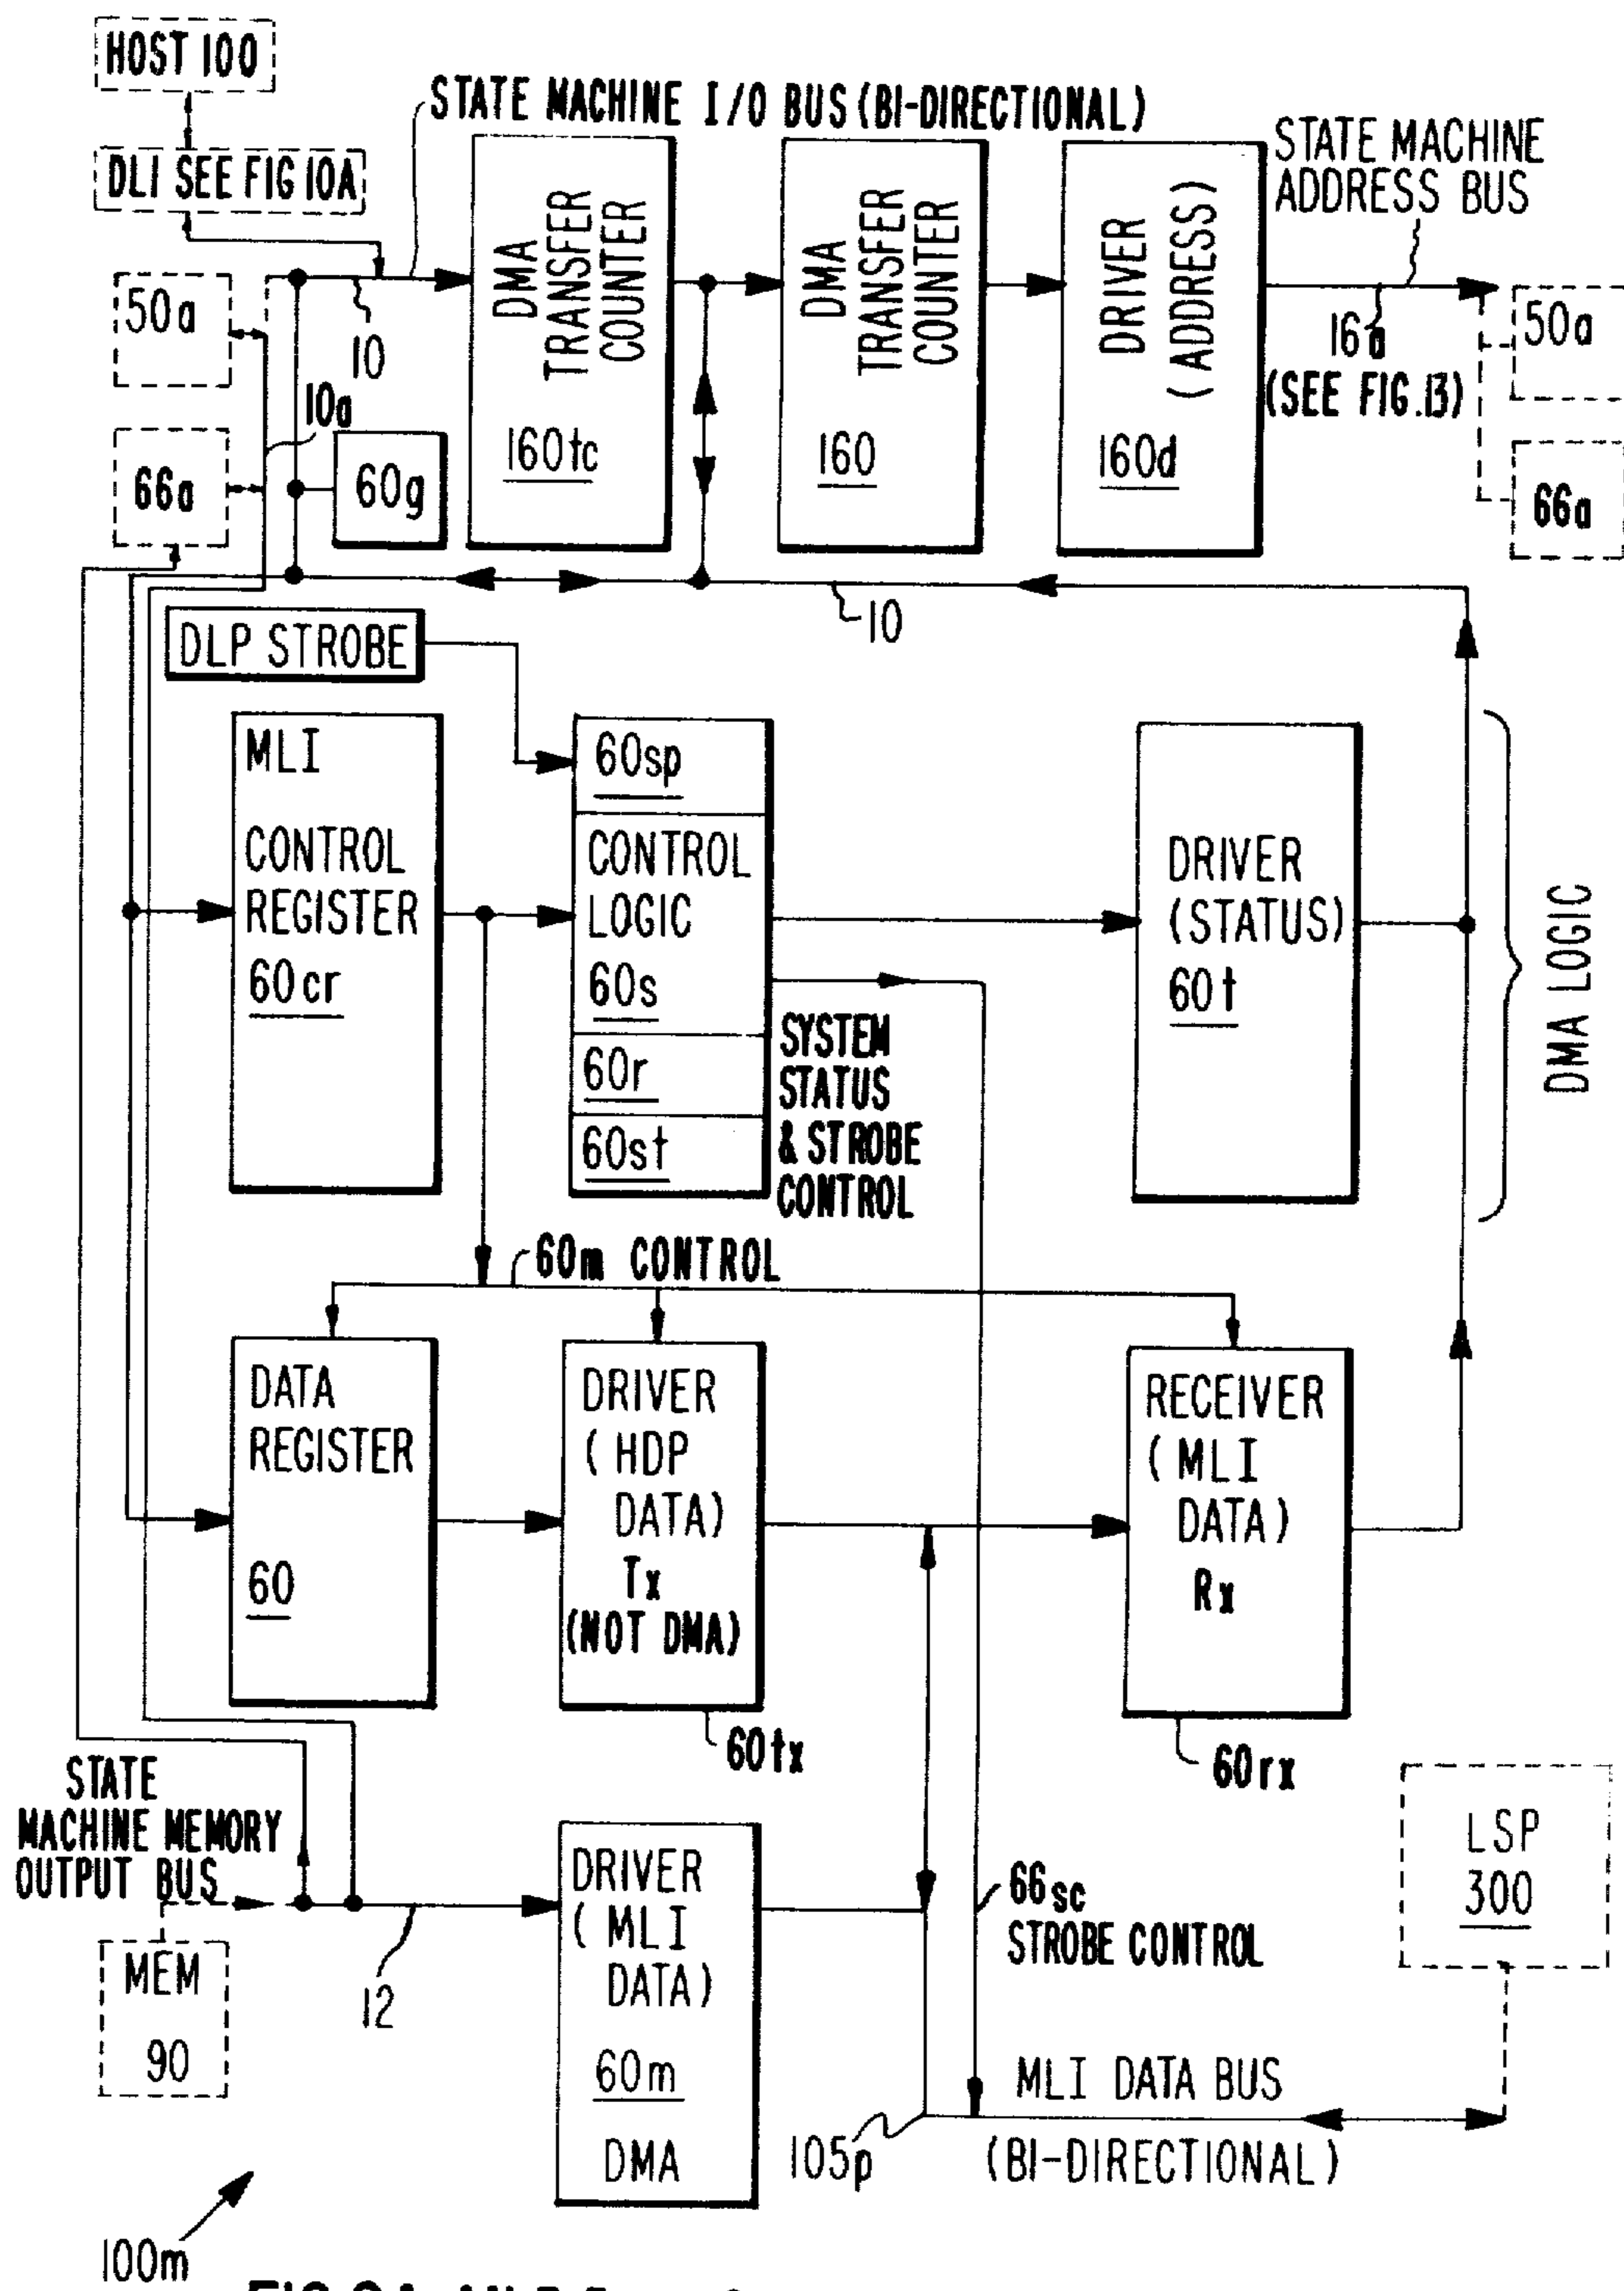 HOST 100
DLI SEE FIG 10A
STATE MACHINE I/O BUS (BI-DIRECTIONAL)
STATE MACHINE
ADDRESS BUS
50a
10
10a
66a
60g
DMA
TRANSFER
COUNTER
160tc
DMA
TRANSFER
COUNTER
160
DRIVER
(ADDRESS)
160d
16a
(SEE FIG.13)
50a
66a
10
DLP STROBE
MLI
CONTROL
REGISTER
60cr
60sp
CONTROL
LOGIC
60s
60r
60st
SYSTEM
STATUS
& STROBE
CONTROL
DRIVER
(STATUS)
60t
DMA LOGIC
60m CONTROL
DATA
REGISTER
60
DRIVER
(HDP
DATA)
Tx
(NOT DMA)
60tx
RECEIVER
(MLI
DATA)
Rx
60rx
STATE
MACHINE MEMORY
OUTPUT BUS
MEM
90
12
DRIVER
(MLI
DATA)
60m
DMA
66sc
STROBE CONTROL
LSP
300
MLI DATA BUS
(BI-DIRECTIONAL)
105p
100m